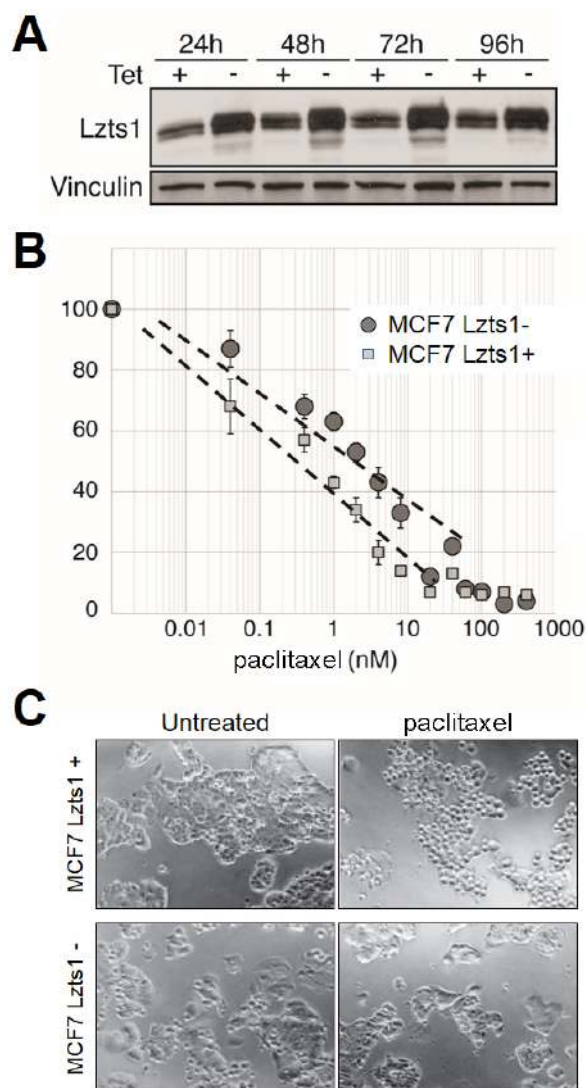 A
24h 48h 72h 96h
Tet + - + - + - + -
Lzts1
Vinculin
B
100
80
60
40
20
0
MCF7 Lzts1-
MCF7 Lzts1+
0.01 0.1 1 10 100 1000
paclitaxel (nM)
C
Untreated paclitaxel
MCF7 Lzts1 +
MCF7 Lzts1 -